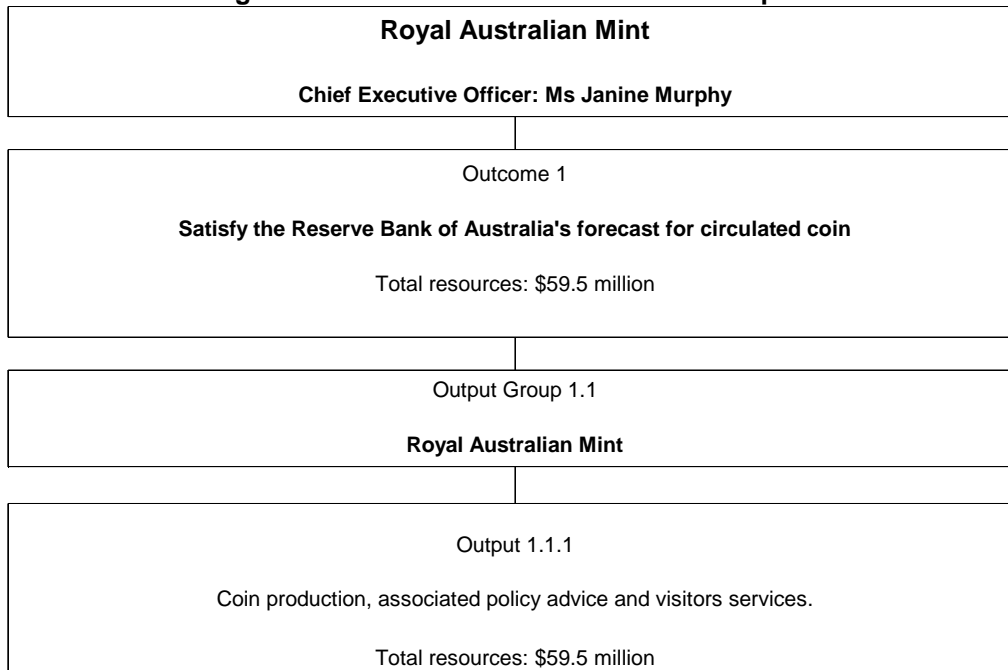 Royal Australian Mint
Chief Executive Officer: Ms Janine Murphy
Outcome 1
Satisfy the Reserve Bank of Australia's forecast for circulated coin
Total resources: $59.5 million
Output Group 1.1
Royal Australian Mint
Output 1.1.1
Coin production, associated policy advice and visitors services.
Total resources: $59.5 million